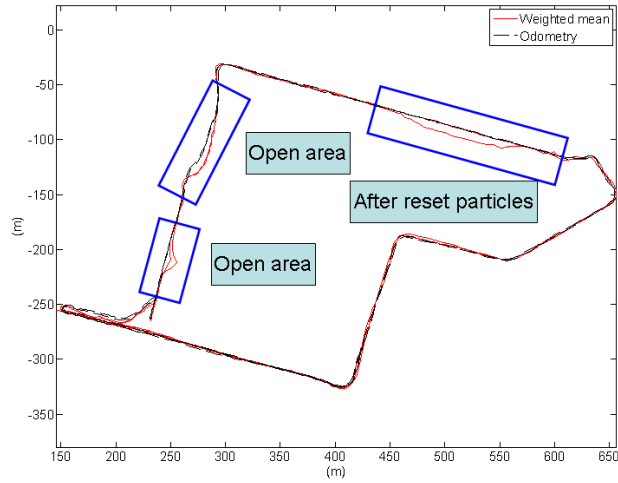 Weighted mean
Odometry
0
-50
Open area
-100
After reset particles
-150
(m)
-200
Open area
-250
-300
-350
150 200 250 300 350 400 450 500 550 600 650
(m)